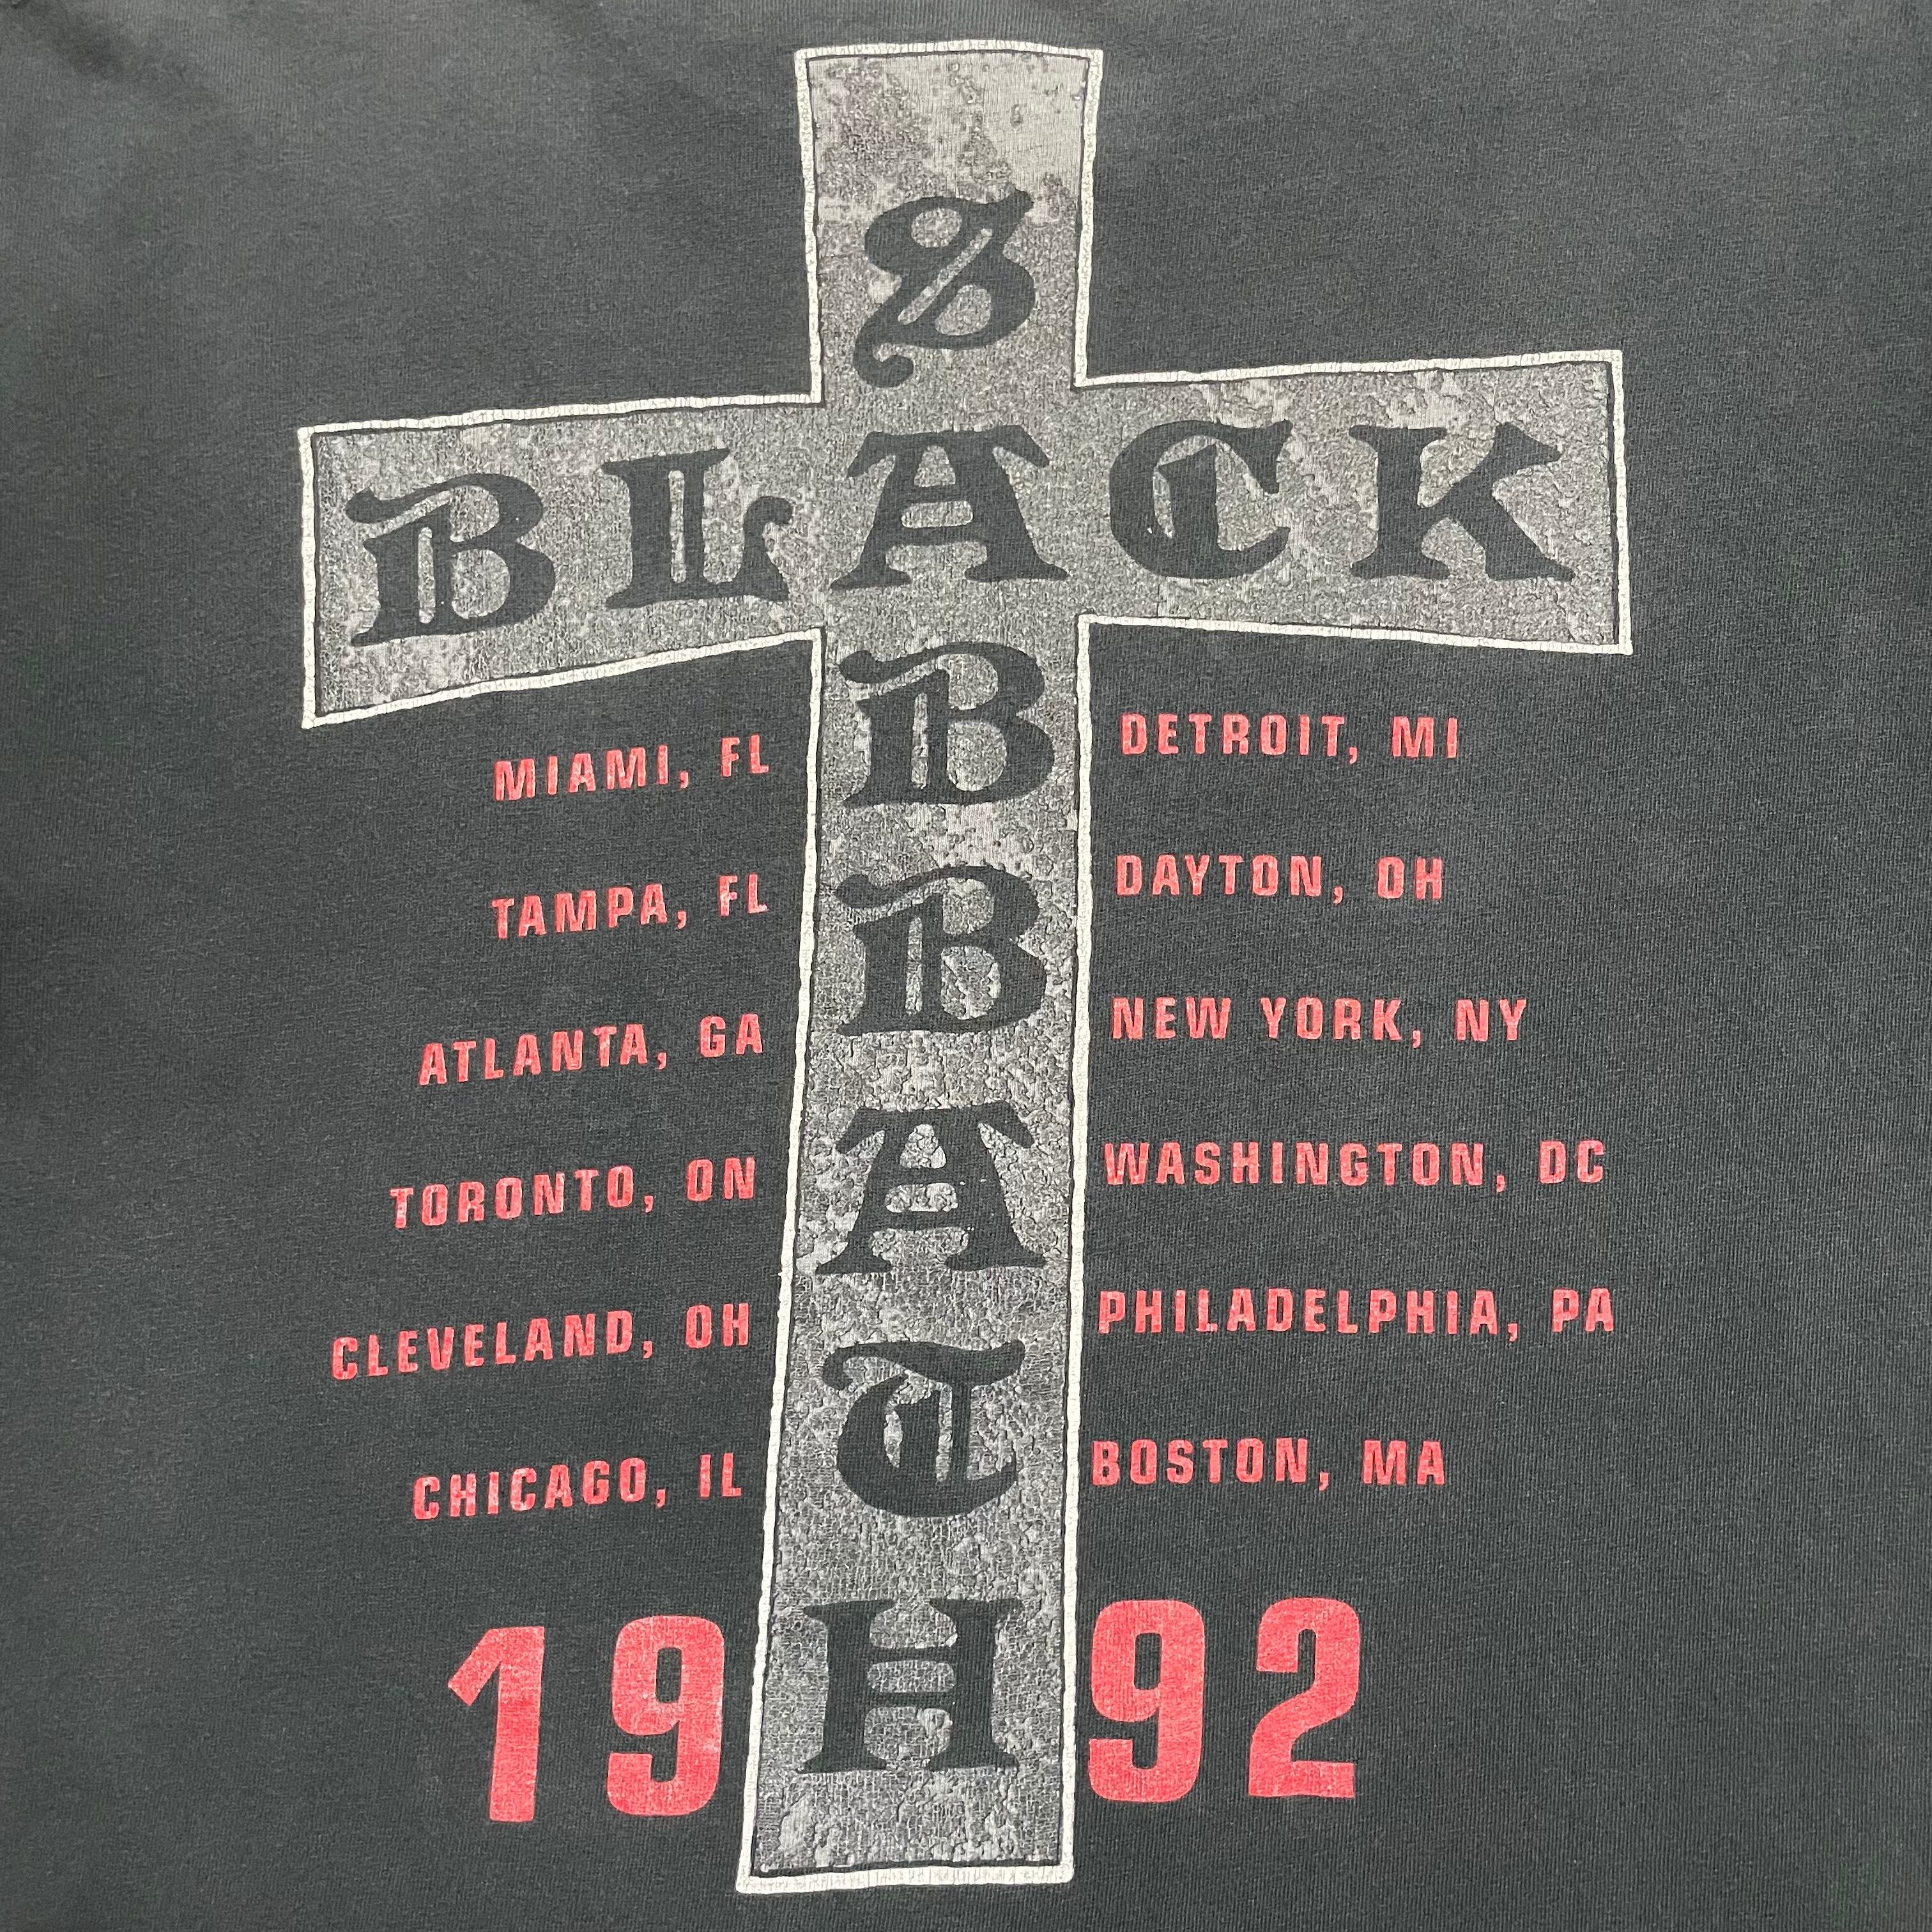 BLACK
SABBATH
MIAMI, FL
TAMPA, FL
ATLANTA, GA
TORONTO, ON
CLEVELAND, OH
CHICAGO, IL
DETROIT, MI
DAYTON, OH
NEW YORK, NY
WASHINGTON, DC
PHILADELPHIA, PA
BOSTON, MA
1992